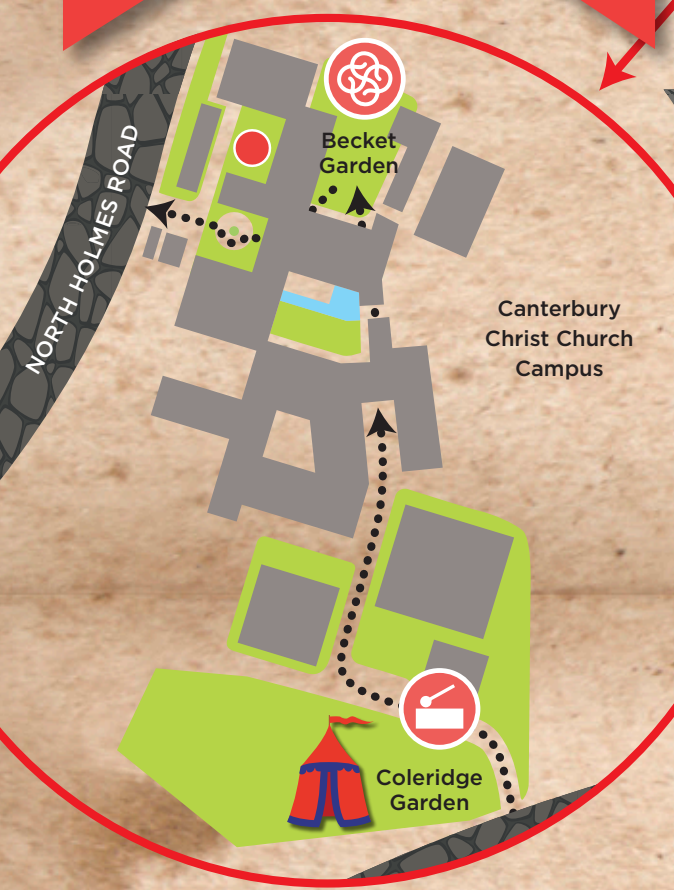 Becket
Garden
NORTH HOLMES ROAD
Canterbury
Christ Church
Campus
Coleridge
Garden